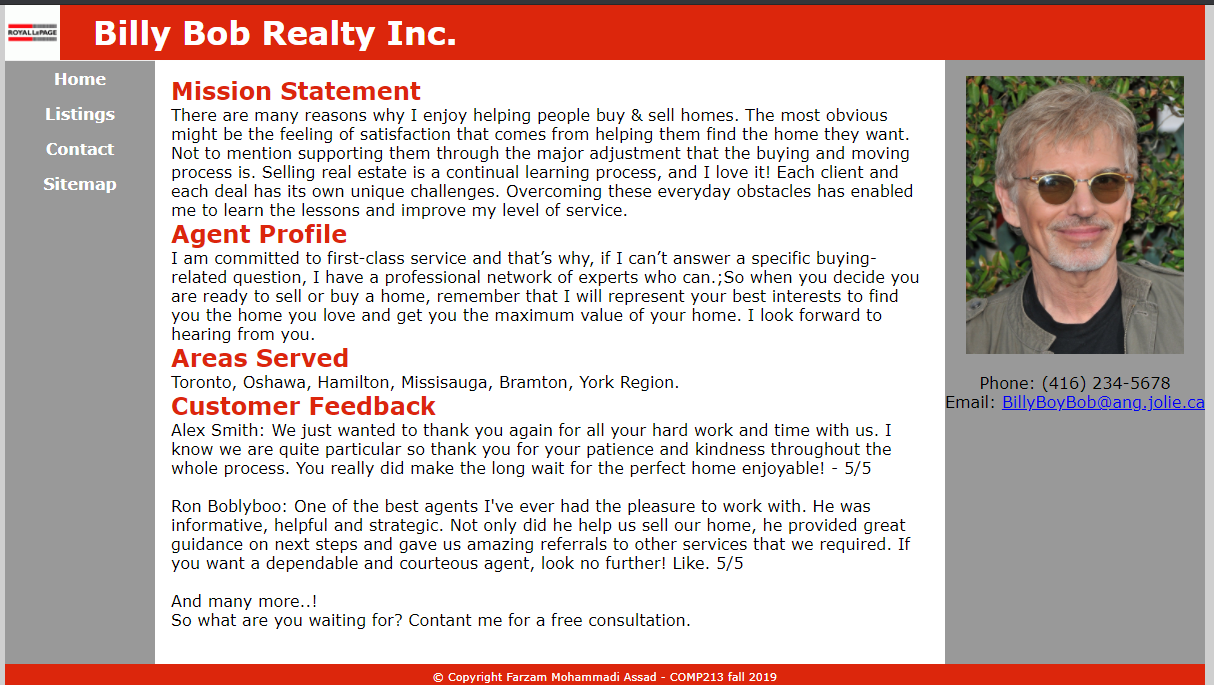 ROYAL LEPAGE
Billy Bob Realty Inc.
Home
Listings
Contact
Sitemap
Mission Statement
There are many reasons why I enjoy helping people buy & sell homes. The most obvious
might be the feeling of satisfaction that comes from helping them find the home they want.
Not to mention supporting them through the major adjustment that the buying and moving
process is. Selling real estate is a continual learning process, and I love it! Each client and
each deal has its own unique challenges. Overcoming these everyday obstacles has enabled
me to learn the lessons and improve my level of service.
Agent Profile
I am committed to first-class service and that’s why, if I can’t answer a specific buying-
related question, I have a professional network of experts who can.;So when you decide you
are ready to sell or buy a home, remember that I will represent your best interests to find
you the home you love and get you the maximum value of your home. I look forward to
hearing from you.
Areas Served
Toronto, Oshawa, Hamilton, Missisauga, Bramton, York Region.
Customer Feedback
Alex Smith: We just wanted to thank you again for all your hard work and time with us. I
know we are quite particular so thank you for your patience and kindness throughout the
whole process. You really did make the long wait for the perfect home enjoyable! - 5/5
Ron Boblyboo: One of the best agents I've ever had the pleasure to work with. He was
informative, helpful and strategic. Not only did he help us sell our home, he provided great
guidance on next steps and gave us amazing referrals to other services that we required. If
you want a dependable and courteous agent, look no further! Like. 5/5
And many more..!
So what are you waiting for? Contant me for a free consultation.
Phone: (416) 234-5678
Email: BillyBoyBob@ang.jolie.ca
© Copyright Farzam Mohammadi Assad - COMP213 fall 2019